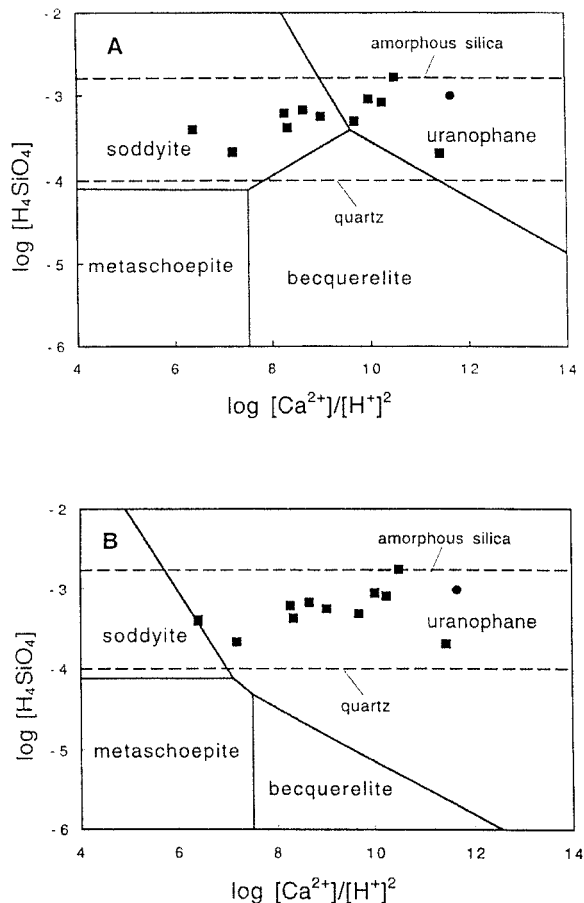 A
-2
-3
-4
-5
-6
log [H₄SiO₄]
amorphous silica
soddyite
uranophane
quartz
metaschoepite
becquerelite
4 6 8 10 12 14
log [Ca²⁺]/[H⁺]²
B
-2
-3
-4
-5
-6
log [H₄SiO₄]
amorphous silica
soddyite
uranophane
quartz
metaschoepite
becquerelite
4 6 8 10 12 14
log [Ca²⁺]/[H⁺]²